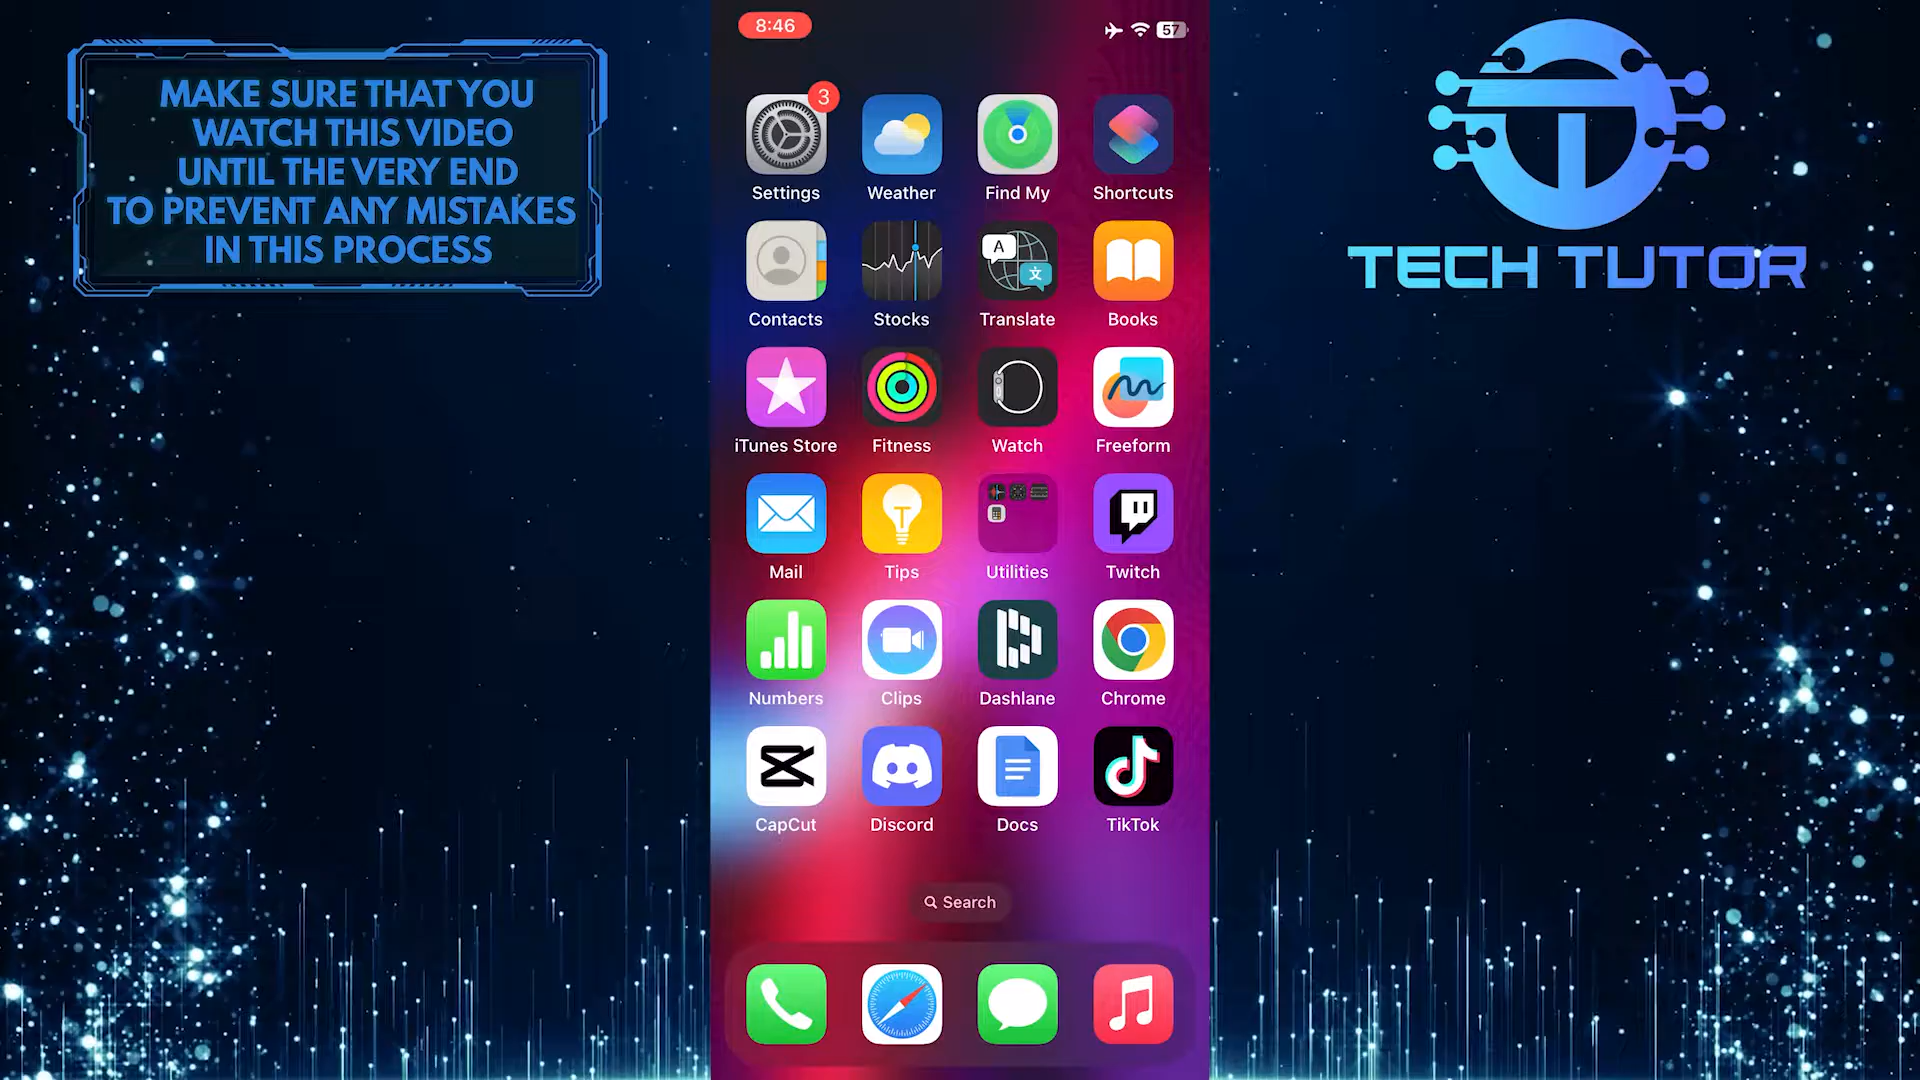 MAKE SURE THAT YOU
WATCH THIS VIDEO
UNTIL THE VERY END
TO PREVENT ANY MISTAKES
IN THIS PROCESS
8:46
57
3
Settings
Weather
Find My
Shortcuts
A
文
Contacts
Stocks
Translate
Books
iTunes Store
Fitness
Watch
Freeform
Mail
Tips
Utilities
Twitch
Numbers
Clips
Dashlane
Chrome
CapCut
Discord
Docs
TikTok
Search
TECH TUTOR